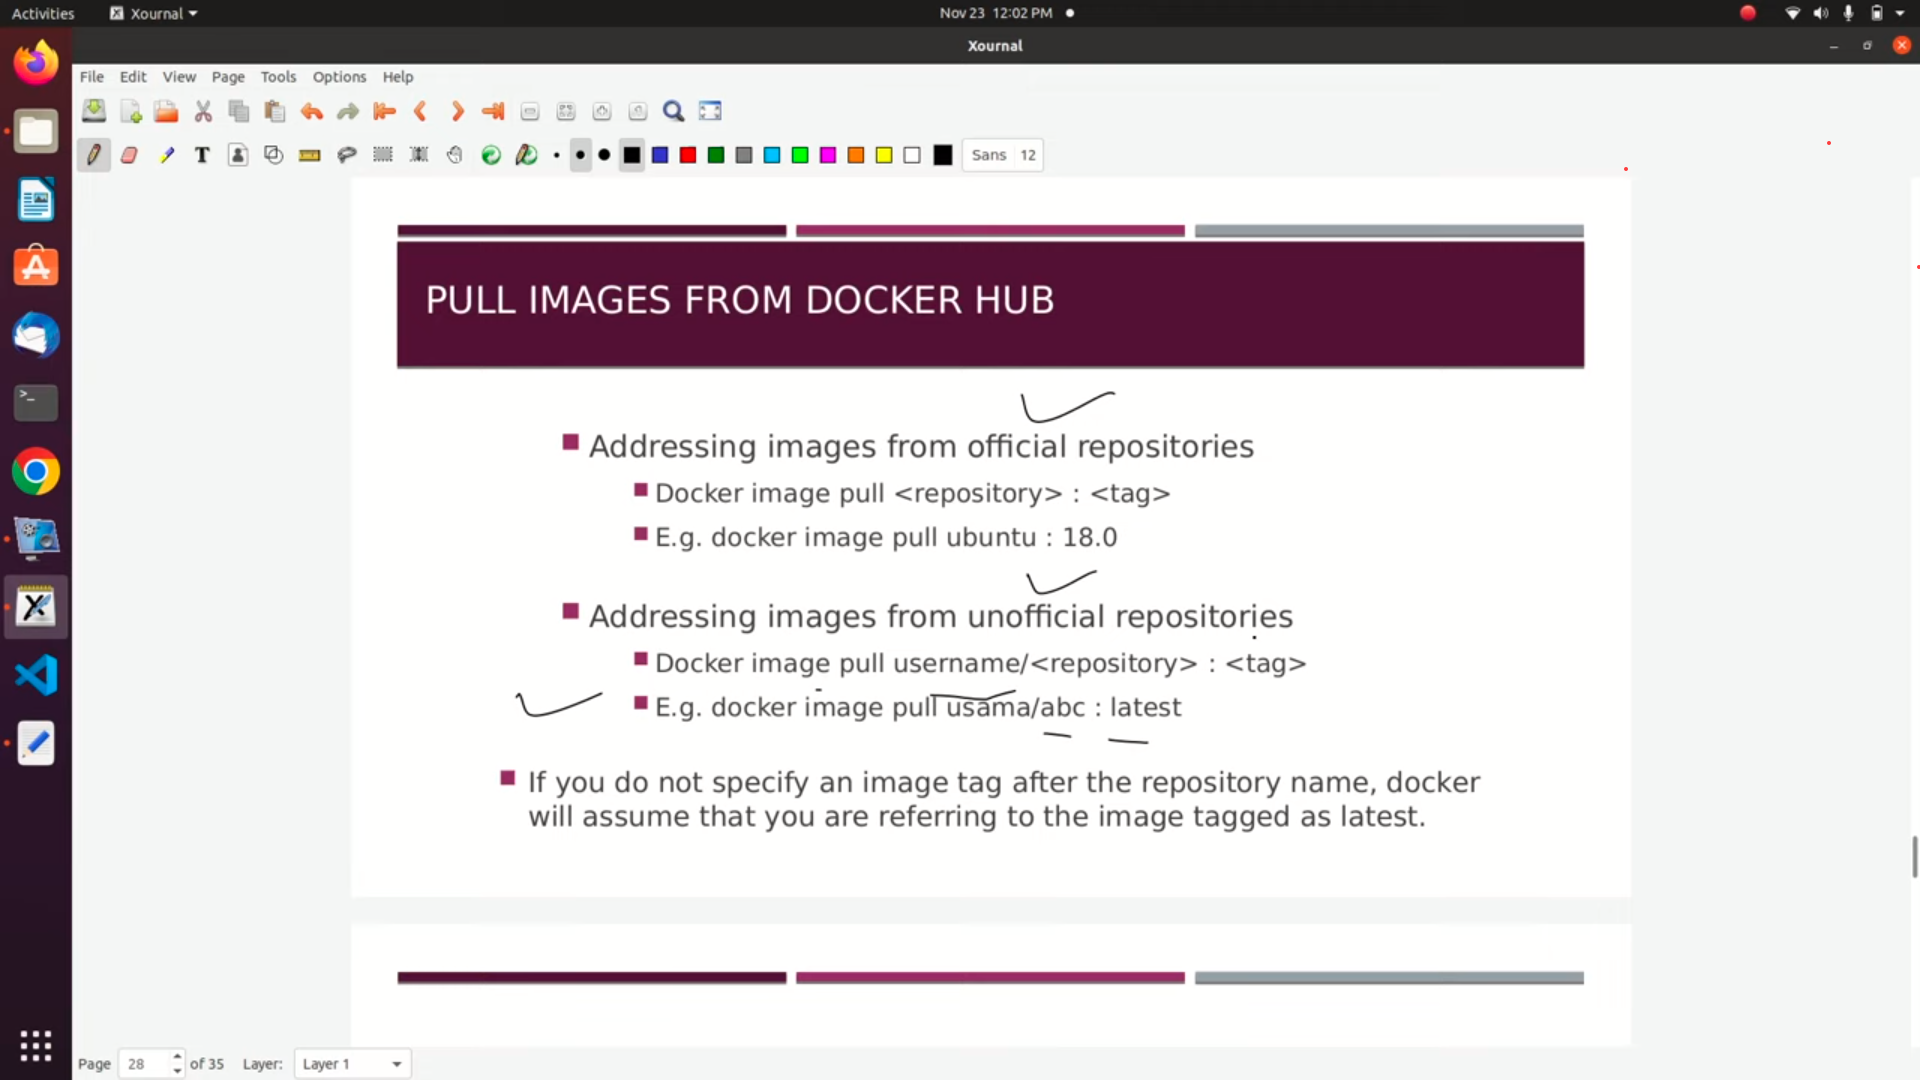 Activities Xournal Nov 23 12:02 PM
Xournal
File Edit View Page Tools Options Help
T Sans 12
PULL IMAGES FROM DOCKER HUB
Addressing images from official repositories
Docker image pull <repository> : <tag>
E.g. docker image pull ubuntu : 18.0
Addressing images from unofficial repositories
Docker image pull username/<repository> : <tag>
E.g. docker image pull usama/abc : latest
If you do not specify an image tag after the repository name, docker
will assume that you are referring to the image tagged as latest.
Page 28 of 35 Layer: Layer 1